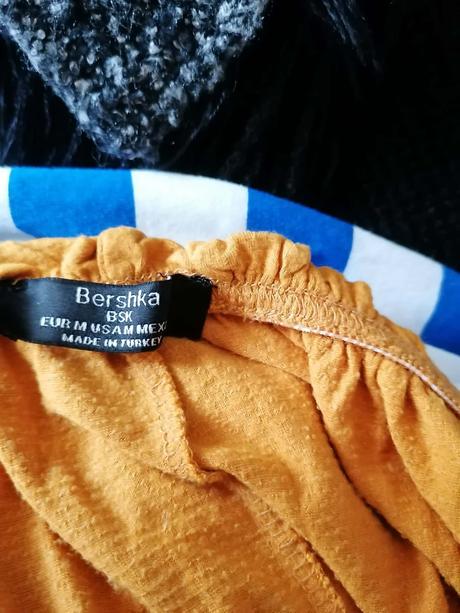 Bershka
BSK
EUR M USA M MEX
MADE IN TURKEY